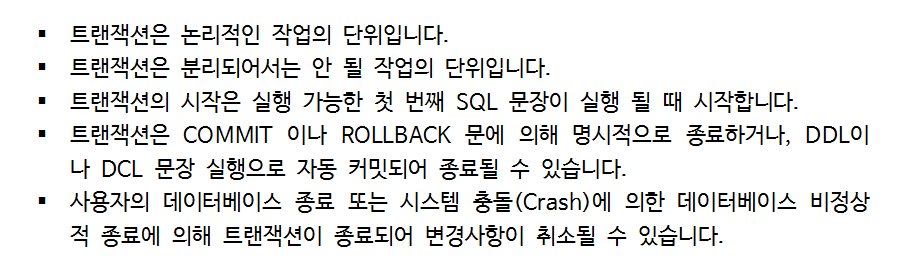 ▪ 트랜잭션은 논리적인 작업의 단위입니다.
▪ 트랜잭션은 분리되어서는 안 될 작업의 단위입니다.
▪ 트랜잭션의 시작은 실행 가능한 첫 번째 SQL 문장이 실행 될 때 시작합니다.
▪ 트랜잭션은 COMMIT 이나 ROLLBACK 문에 의해 명시적으로 종료하거나, DDL이
나 DCL 문장 실행으로 자동 커밋되어 종료될 수 있습니다.
▪ 사용자의 데이터베이스 종료 또는 시스템 충돌(Crash)에 의한 데이터베이스 비정상
적 종료에 의해 트랜잭션이 종료되어 변경사항이 취소될 수 있습니다.